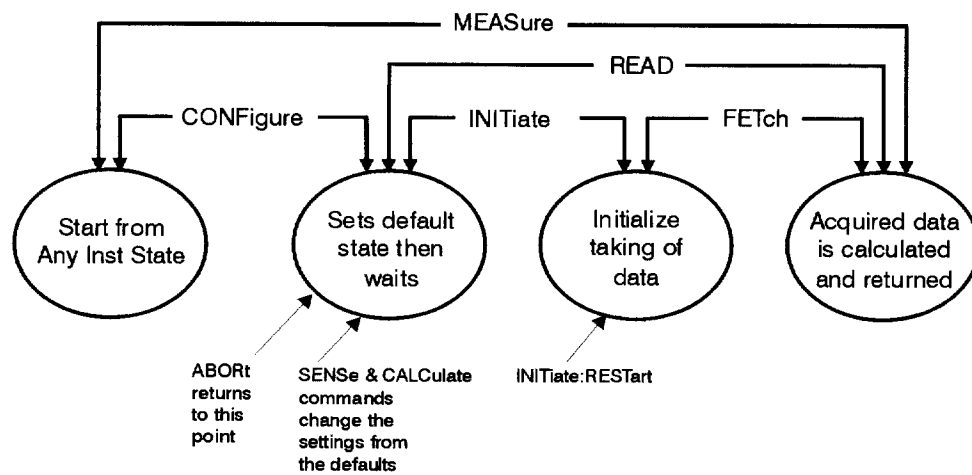 MEASure
READ
CONFigure
INITiate
FETch
Start from
Any Inst State
Sets default
state then
waits
Initialize
taking of
data
Acquired data
is calculated
and returned
ABORt
returns
to this
point
SENSe & CALCulate
commands
change the
settings from
the defaults
INITiate:RESTart